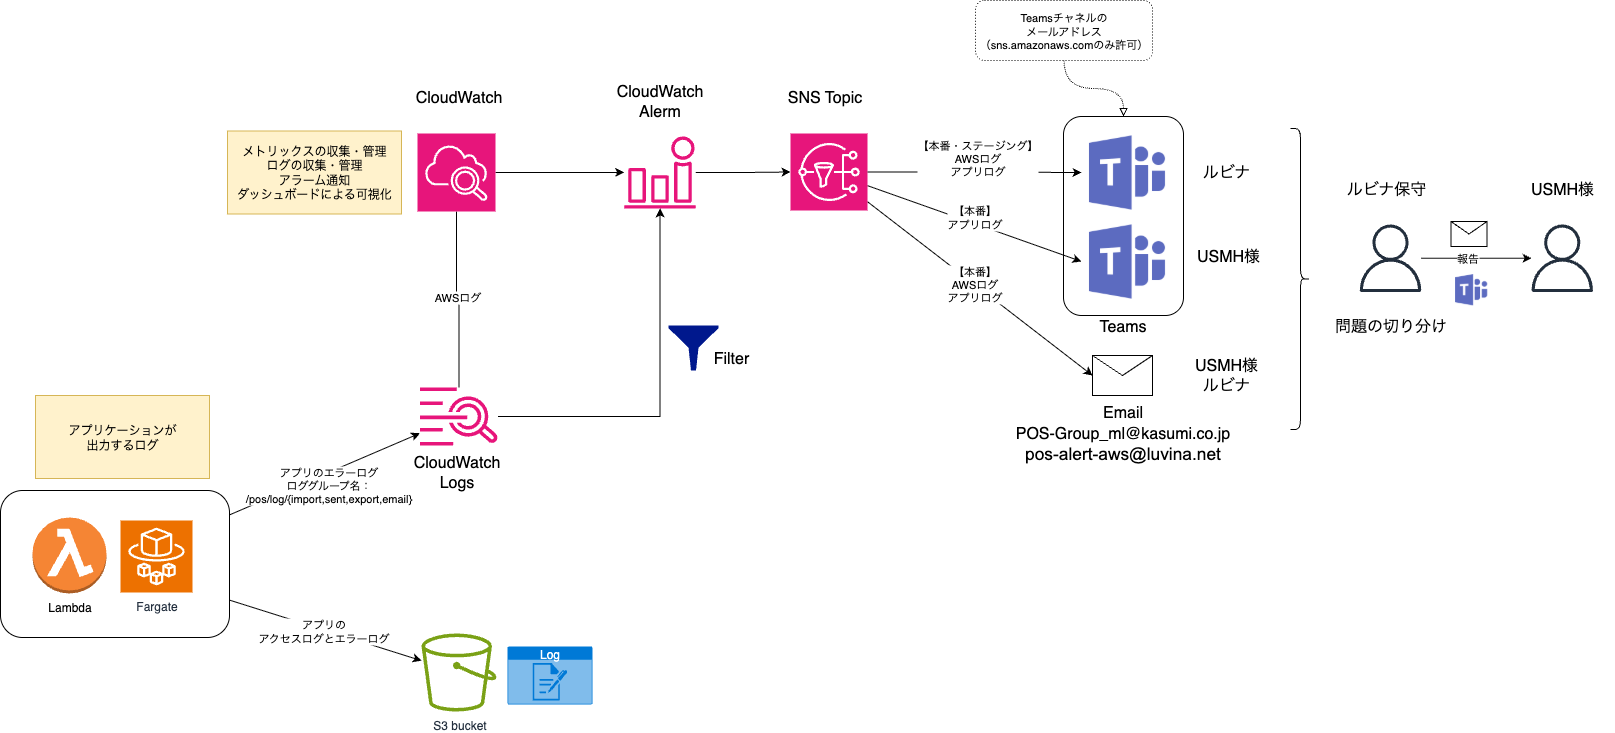 Teamsチャネルの
メールアドレス
（sns.amazonaws.comのみ許可）
CloudWatch
CloudWatch
Alerm
SNS Topic
メトリックスの収集・管理
ログの収集・管理
アラーム通知
ダッシュボードによる可視化
【本番・ステージング】
AWSログ
アプリログ
ルビナ
【本番】
アプリログ
USMH様
Teams
【本番】
AWSログ
アプリログ
USMH様
ルビナ
Email
POS-Group_ml@kasumi.co.jp
pos-alert-aws@luvina.net
ルビナ保守
USMH様
報告
問題の切り分け
AWSログ
Filter
アプリケーションが
出力するログ
CloudWatch
Logs
アプリのエラーログ
ロググループ名：
/pos/log/{import,sent,export,email}
Lambda
Fargate
アプリの
アクセスログとエラーログ
Log
S3 bucket